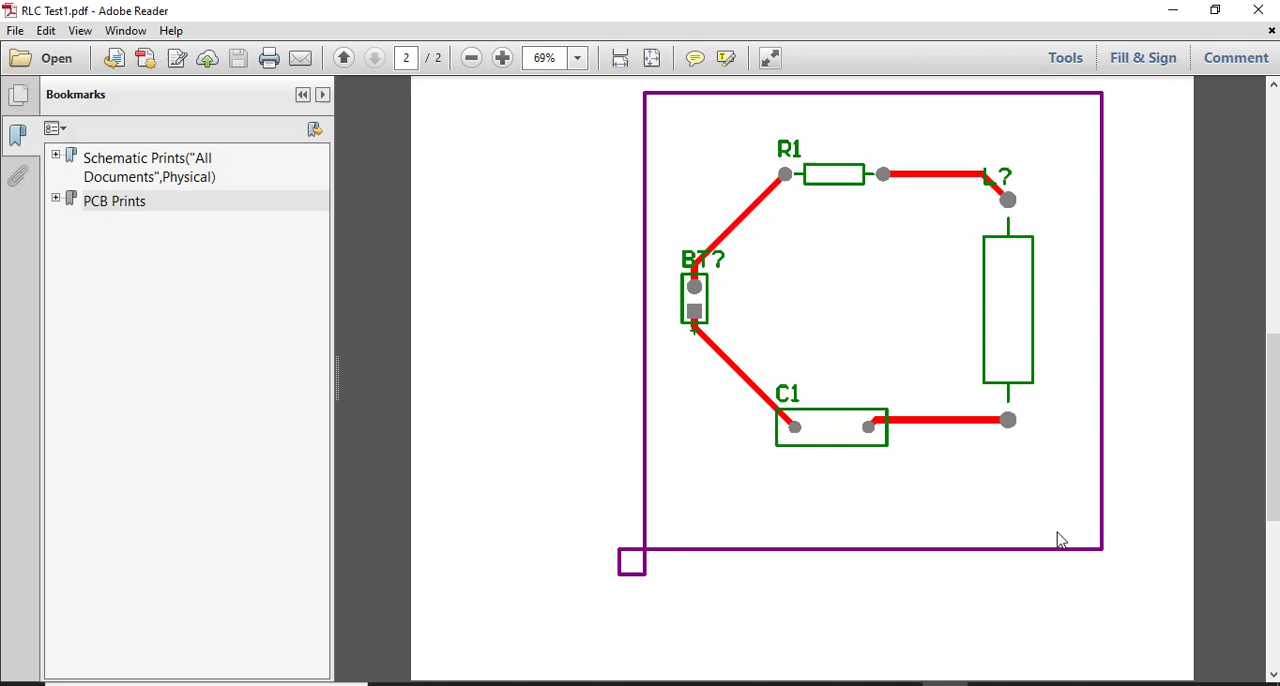 RLC Test1.pdf - Adobe Reader
File Edit View Window Help
Open 2 / 2 69% Tools Fill & Sign Comment
Bookmarks
Schematic Prints("All
Documents",Physical)
PCB Prints
R1
L?
BT?
+
C1